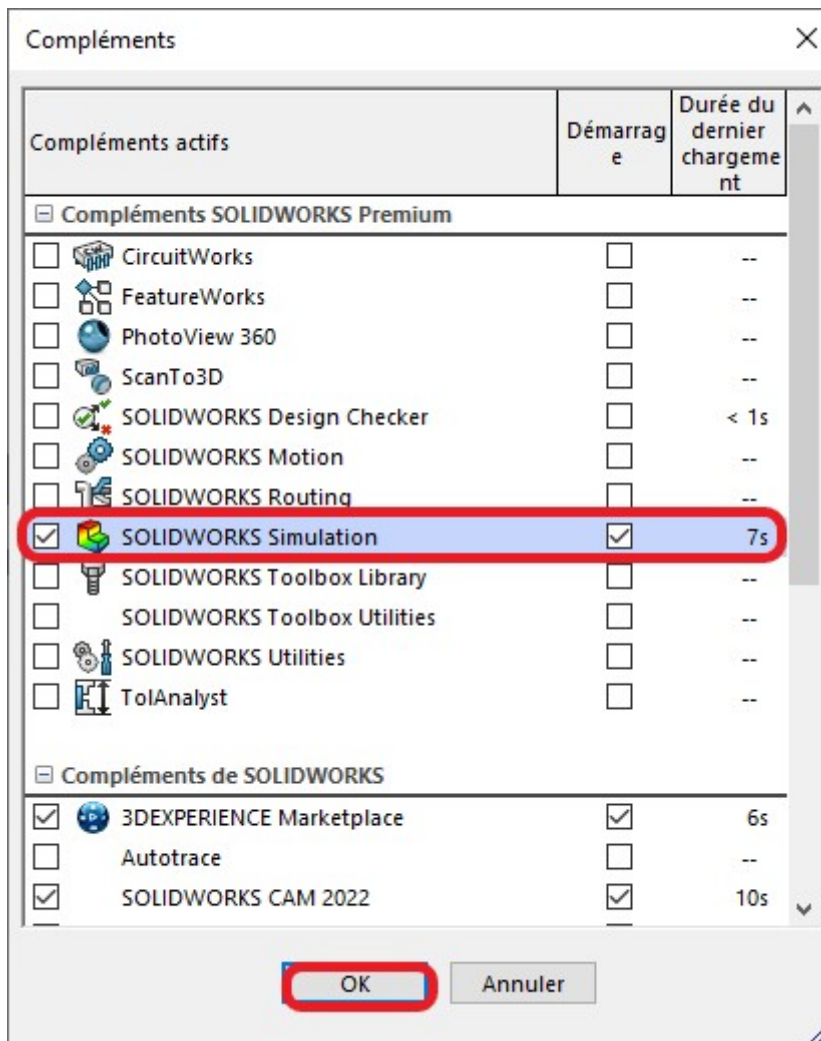 Compléments
Compléments actifs
Démarrag
e
Durée du
dernier
chargeme
nt
Compléments SOLIDWORKS Premium
CircuitWorks --
FeatureWorks --
PhotoView 360 --
ScanTo3D --
SOLIDWORKS Design Checker < 1s
SOLIDWORKS Motion --
SOLIDWORKS Routing --
SOLIDWORKS Simulation 7s
SOLIDWORKS Toolbox Library --
SOLIDWORKS Toolbox Utilities --
SOLIDWORKS Utilities --
TolAnalyst --
Compléments de SOLIDWORKS
3DEXPERIENCE Marketplace 6s
Autotrace --
SOLIDWORKS CAM 2022 10s
OK Annuler